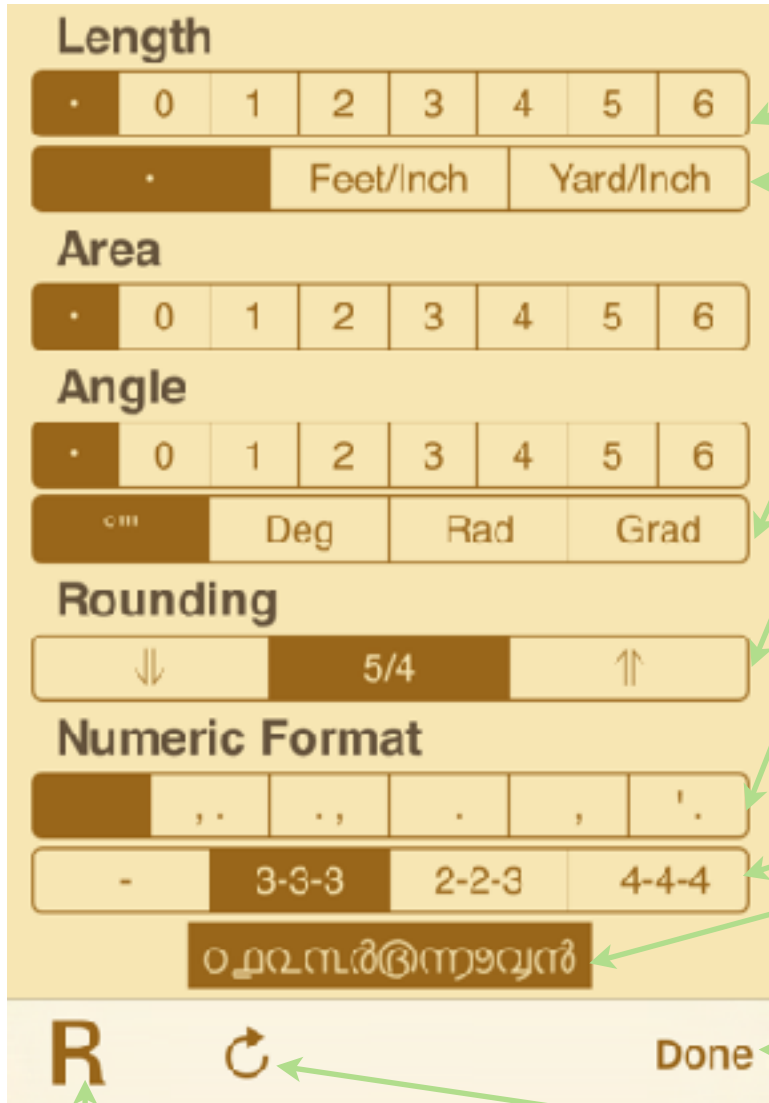 Length
· 0 1 2 3 4 5 6
· Feet/Inch Yard/Inch
Area
· 0 1 2 3 4 5 6
Angle
· 0 1 2 3 4 5 6
°'" Deg Rad Grad
Rounding
⇓ 5/4 ⇑
Numeric Format
, . . , . , ' .
- 3-3-3 2-2-3 4-4-4
൦൧൨൩൪൫൬൭൮൯
R Done